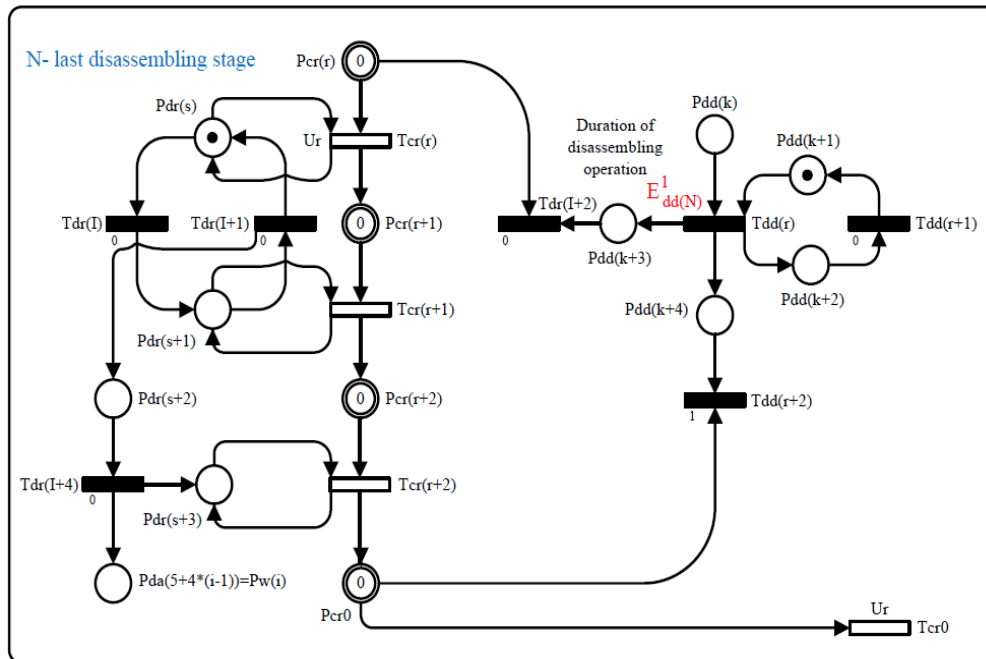 N- last disassembling stage
Pcr(r)
0
Pdr(s)
Ur
Tcr(r)
Duration of
disassembling
operation
Pdd(k)
Pdd(k+1)
E¹dd(N)
Tdr(I)
0
Tdr(I+1)
0
0
Pcr(r+1)
Tdr(I+2)
0
Pdd(k+3)
Tdd(r)
0
Tdd(r+1)
Pdd(k+2)
Pdr(s+1)
Tcr(r+1)
Pdd(k+4)
Pdr(s+2)
0
Pcr(r+2)
1
Tdd(r+2)
Tdr(I+4)
0
Pdr(s+3)
Tcr(r+2)
Pda(5+4*(i-1))=Pw(i)
0
Pcr0
Ur
Tcr0